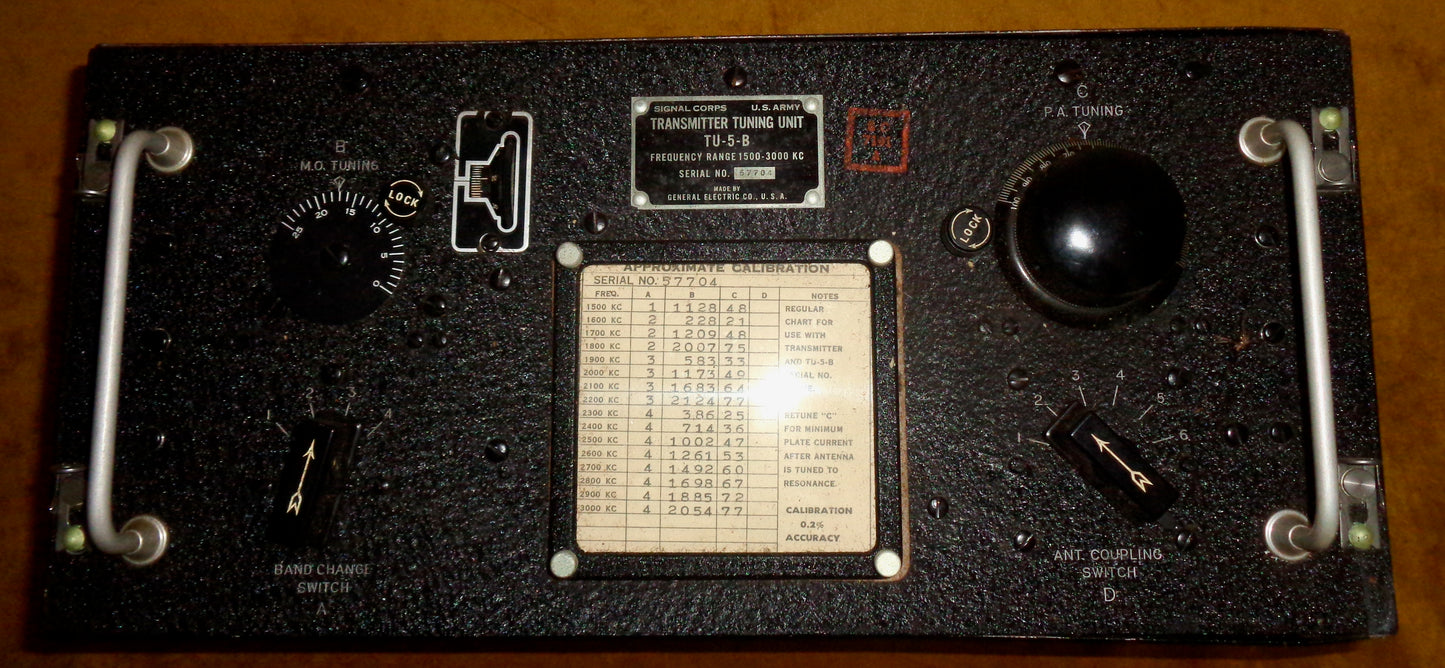 SIGNAL CORPS U.S. ARMY
TRANSMITTER TUNING UNIT
TU-5-B
FREQUENCY RANGE 1500-3000 KC
SERIAL NO. 57704
MADE BY
GENERAL ELECTRIC CO., U.S.A.
B
M.O. TUNING
25 20 15 10 5 0
LOCK
C
P.A. TUNING
100
LOCK
APPROXIMATE CALIBRATION
SERIAL NO. 57704
FREQ. A B C D NOTES
1500 KC 1 1128 48 REGULAR
1600 KC 2 228 21 CHART FOR
1700 KC 2 1209 48 USE WITH
1800 KC 2 2007 75 TRANSMITTER
1900 KC 3 583 33 AND TU-5-B
2000 KC 3 1173 49 SERIAL NO.
2100 KC 3 1683 64
2200 KC 3 2124 77
2300 KC 4 386 25 RETUNE "C"
2400 KC 4 714 36 FOR MINIMUM
2500 KC 4 1002 47 PLATE CURRENT
2600 KC 4 1261 53 AFTER ANTENNA
2700 KC 4 1492 60 IS TUNED TO
2800 KC 4 1698 67 RESONANCE.
2900 KC 4 1885 72
3000 KC 4 2054 77 CALIBRATION
0.2%
ACCURACY
1 2 3 4
BAND CHANGE
SWITCH
A
1 2 3 4 5 6
ANT. COUPLING
SWITCH
D